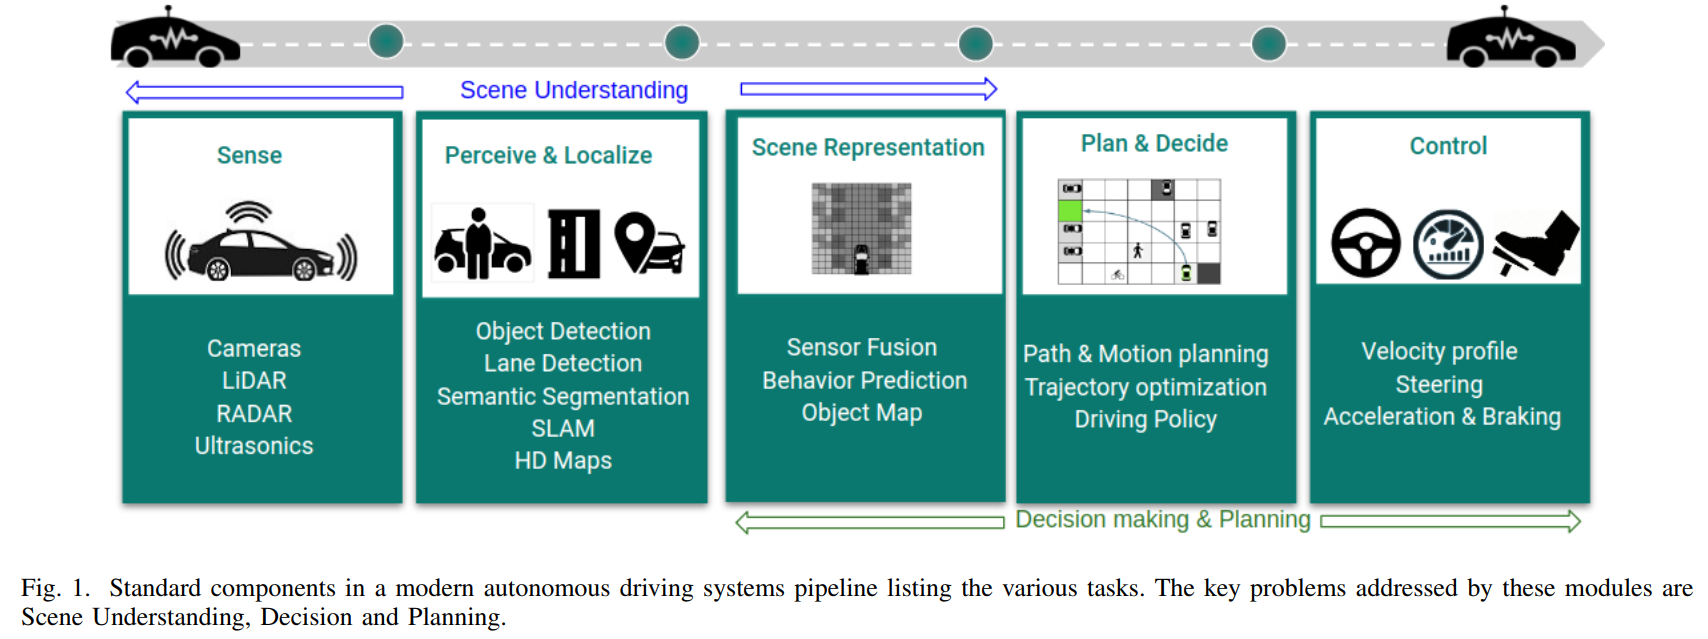 Scene Understanding
Sense
Cameras
LiDAR
RADAR
Ultrasonics
Perceive & Localize
Object Detection
Lane Detection
Semantic Segmentation
SLAM
HD Maps
Scene Representation
Sensor Fusion
Behavior Prediction
Object Map
Plan & Decide
Path & Motion planning
Trajectory optimization
Driving Policy
Control
Velocity profile
Steering
Acceleration & Braking
Decision making & Planning
Fig. 1. Standard components in a modern autonomous driving systems pipeline listing the various tasks. The key problems addressed by these modules are
Scene Understanding, Decision and Planning.